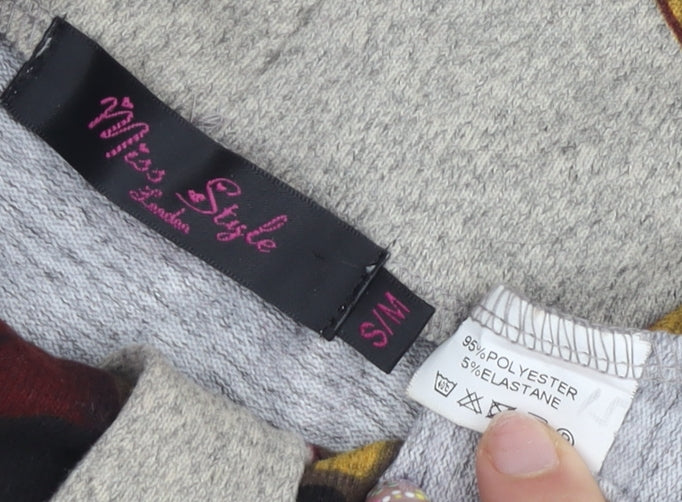 Miss Style
London
S/M
95%POLYESTER
5%ELASTANE